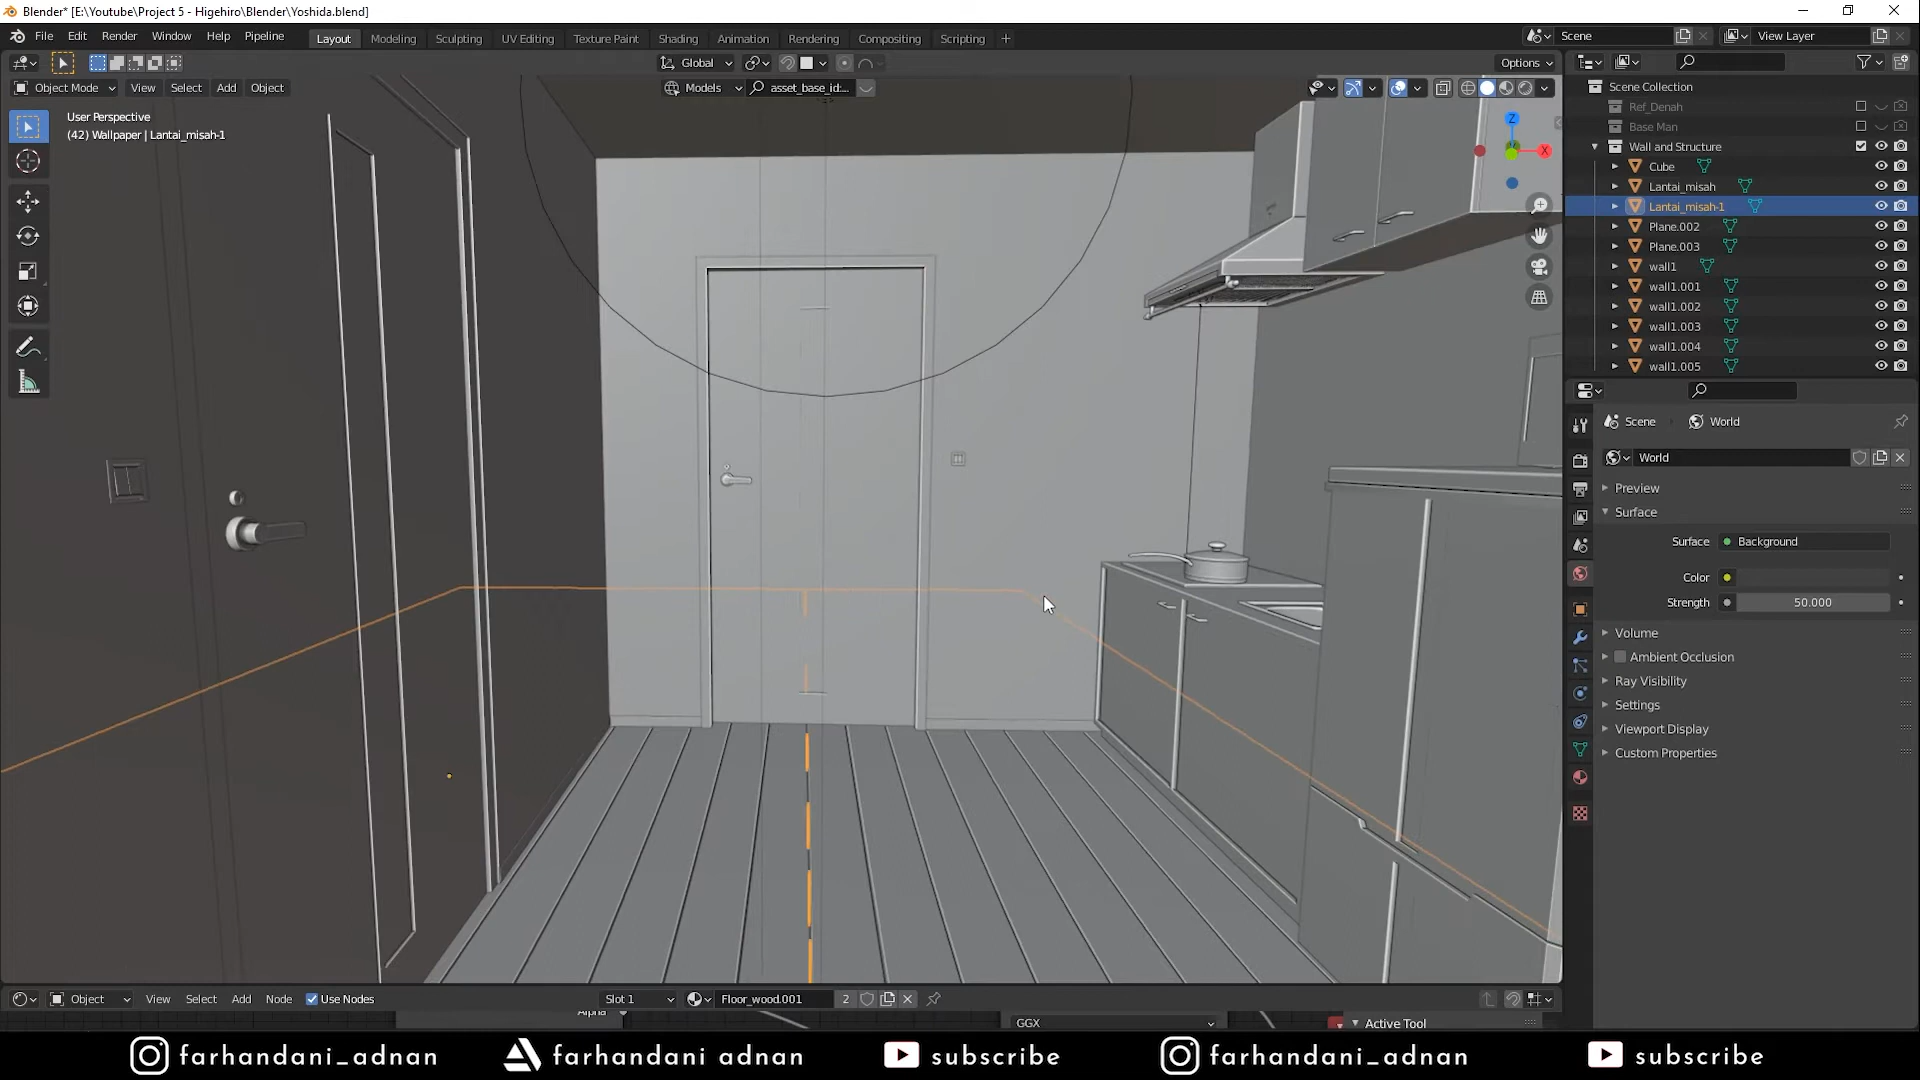 Blender* [E:\Youtube\Project 5 - Higehiro\Blender\Yoshida.blend]
File Edit Render Window Help Pipeline Layout Modeling Sculpting UV Editing Texture Paint Shading Animation Rendering Compositing Scripting + Scene View Layer
Global Options
Object Mode View Select Add Object Models asset_base_id:...
User Perspective
(42) Wallpaper | Lantai_misah-1
Z
X
Scene Collection
Ref_Denah
Base Man
Wall and Structure
Cube
Lantai_misah
Lantai_misah-1
Plane.002
Plane.003
wall1
wall1.001
wall1.002
wall1.003
wall1.004
wall1.005
Scene World
World
Preview
Surface
Surface Background
Color
Strength 50.000
Volume
Ambient Occlusion
Ray Visibility
Settings
Viewport Display
Custom Properties
Object View Select Add Node Use Nodes Slot 1 Floor_wood.001 2
Alpha
GGX Active Tool
farhandani_adnan farhandani adnan subscribe farhandani_adnan subscribe